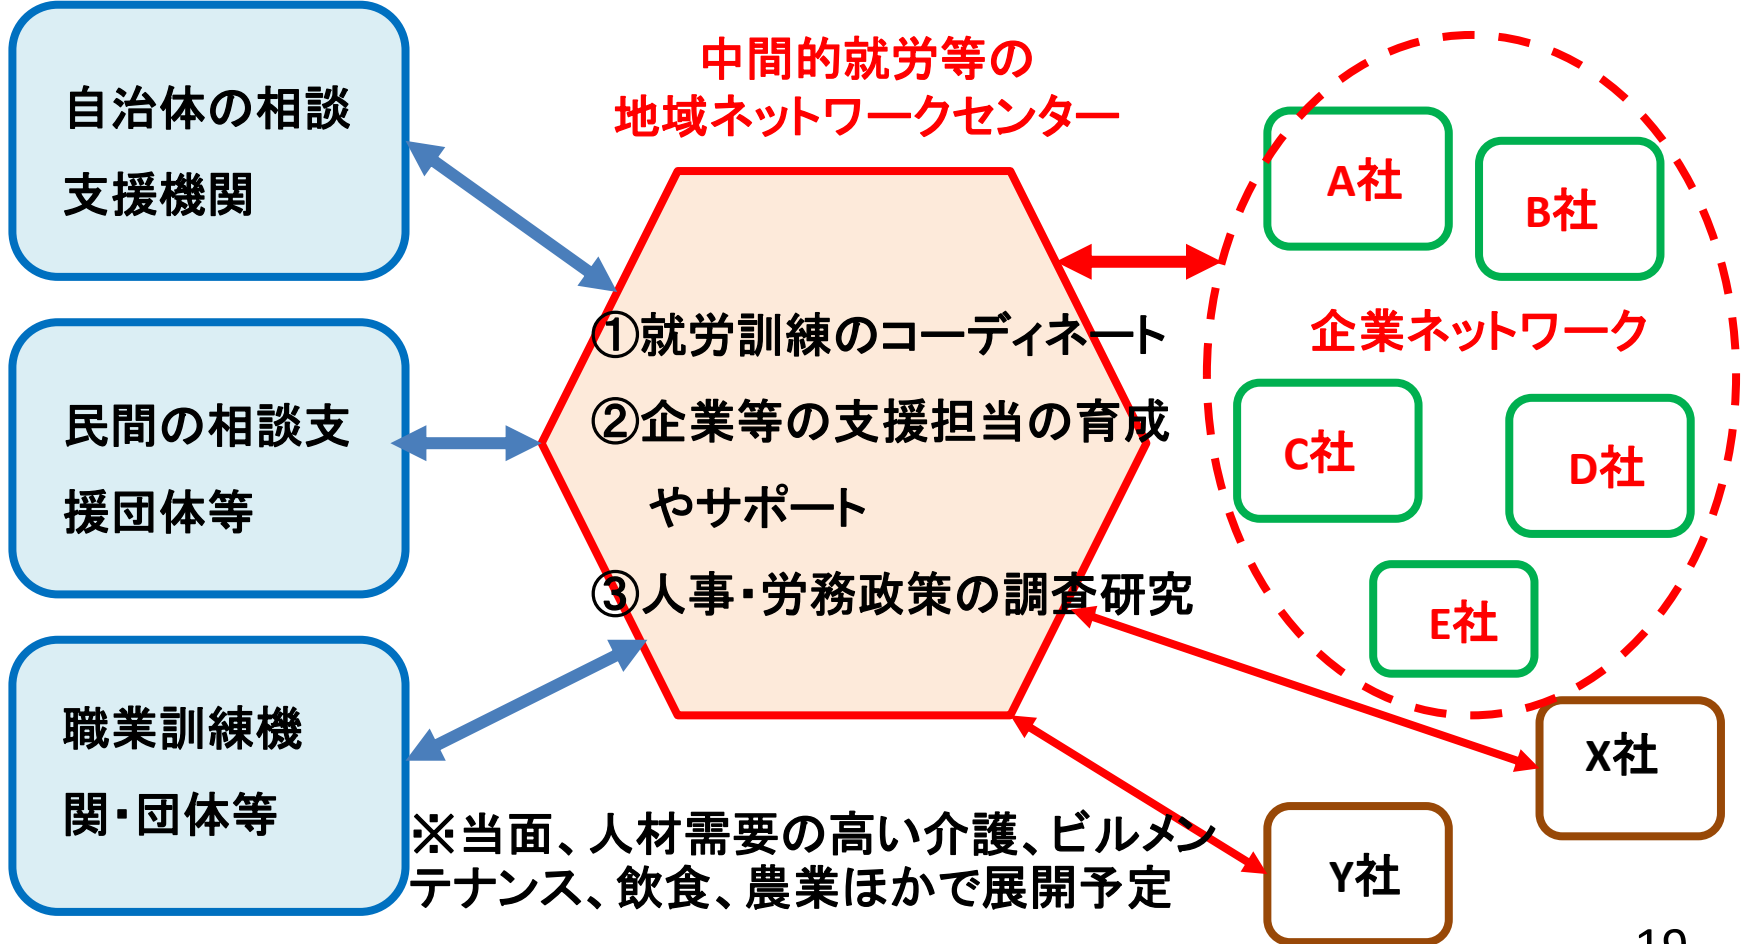 中間的就労等の
地域ネットワークセンター
自治体の相談
支援機関
民間の相談支
援団体等
職業訓練機
関・団体等
①就労訓練のコーディネート
②企業等の支援担当の育成
やサポート
③人事・労務政策の調査研究
A社
B社
企業ネットワーク
C社
D社
E社
X社
Y社
※当面、人材需要の高い介護、ビルメン
テナンス、飲食、農業ほかで展開予定
19